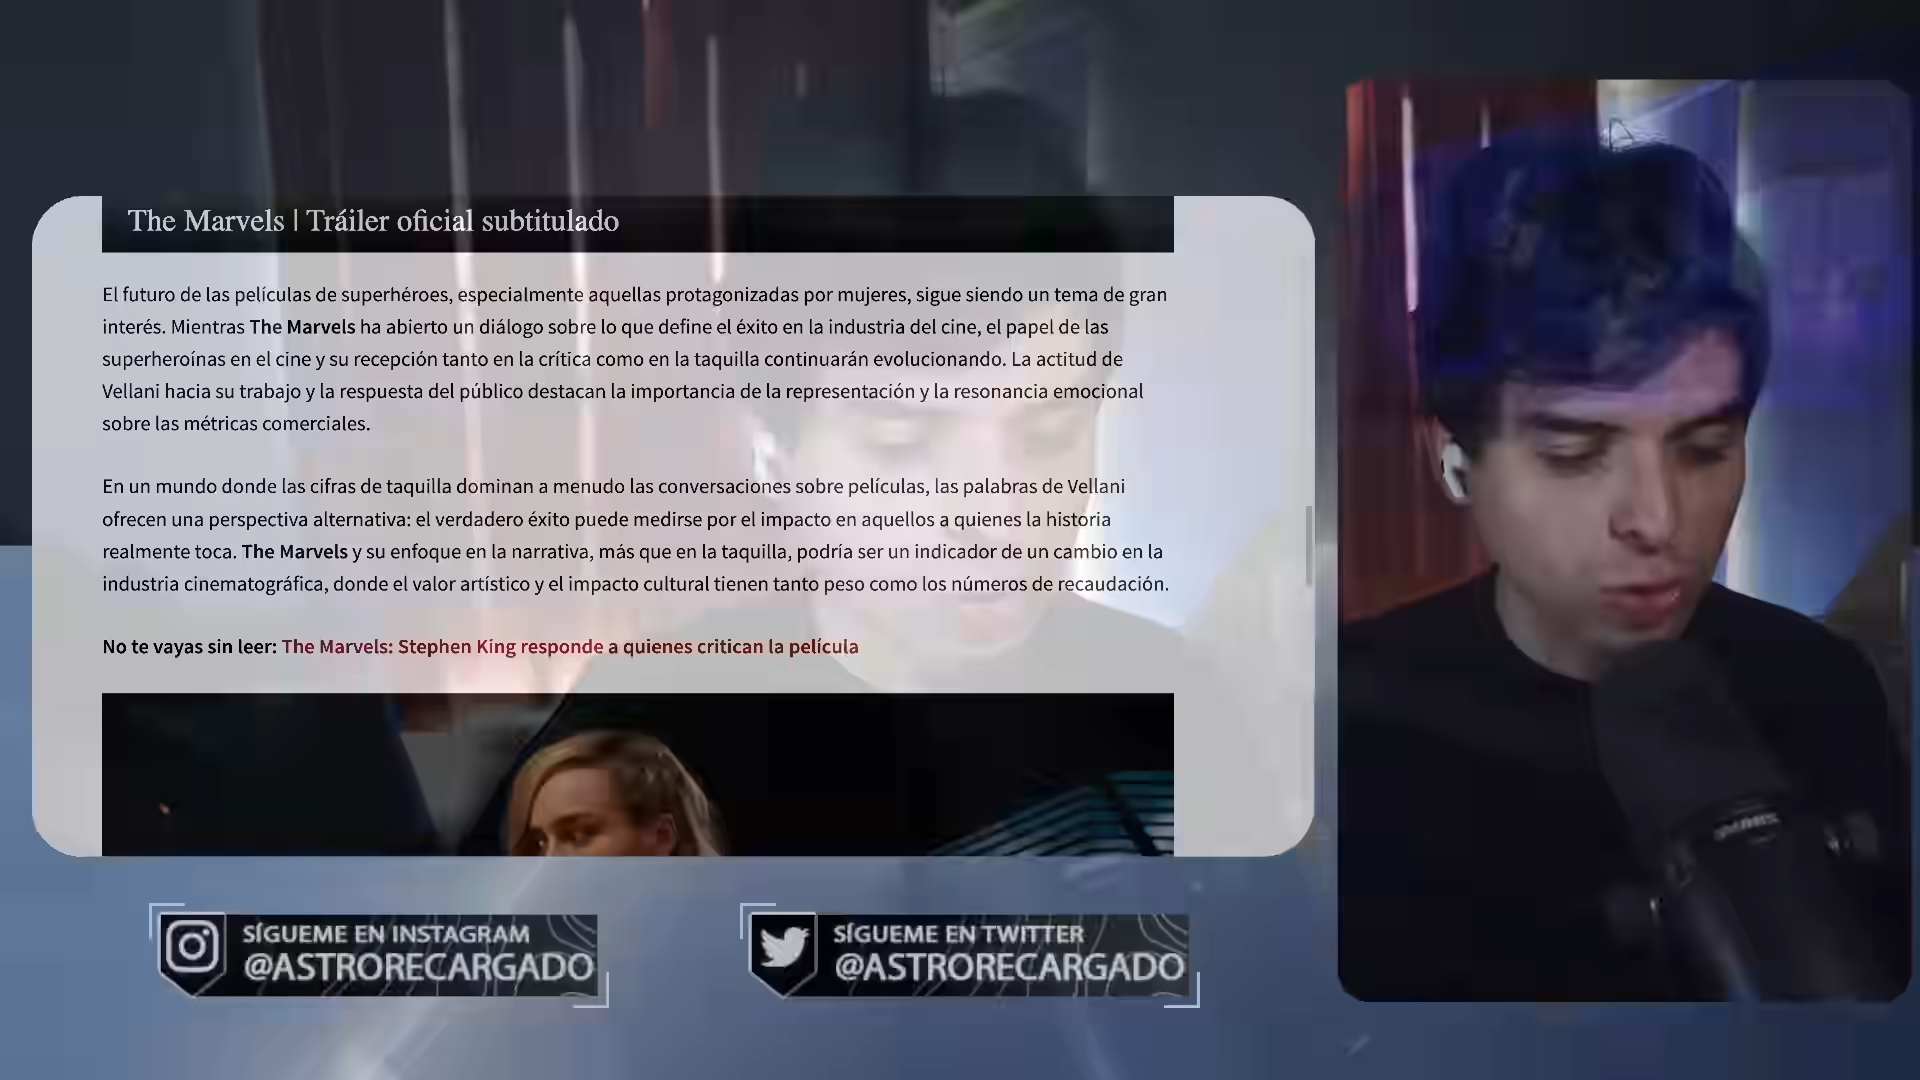 The Marvels | Tráiler oficial subtitulado
El futuro de las películas de superhéroes, especialmente aquellas protagonizadas por mujeres, sigue siendo un tema de gran
interés. Mientras The Marvels ha abierto un diálogo sobre lo que define el éxito en la industria del cine, el papel de las
superheroínas en el cine y su recepción tanto en la crítica como en la taquilla continuarán evolucionando. La actitud de
Vellani hacia su trabajo y la respuesta del público destacan la importancia de la representación y la resonancia emocional
sobre las métricas comerciales.
En un mundo donde las cifras de taquilla dominan a menudo las conversaciones sobre películas, las palabras de Vellani
ofrecen una perspectiva alternativa: el verdadero éxito puede medirse por el impacto en aquellos a quienes la historia
realmente toca. The Marvels y su enfoque en la narrativa, más que en la taquilla, podría ser un indicador de un cambio en la
industria cinematográfica, donde el valor artístico y el impacto cultural tienen tanto peso como los números de recaudación.
No te vayas sin leer: The Marvels: Stephen King responde a quienes critican la película
SÍGUEME EN INSTAGRAM
@ASTRORECARGADO
SÍGUEME EN TWITTER
@ASTRORECARGADO